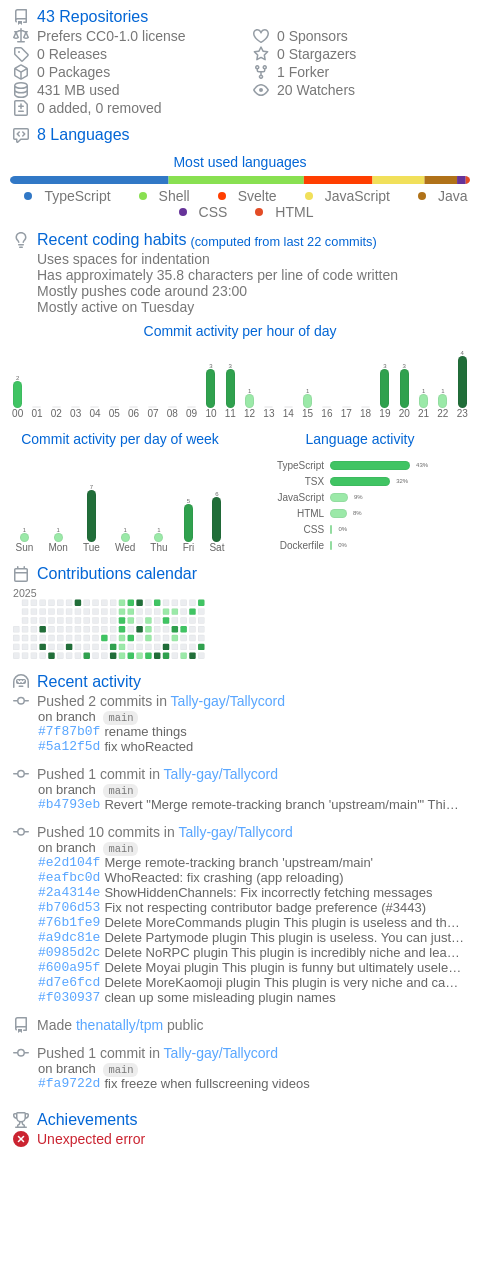 43 Repositories
Prefers CC0-1.0 license
0 Sponsors
0 Releases
0 Stargazers
0 Packages
1 Forker
431 MB used
20 Watchers
0 added, 0 removed
8 Languages
Most used languages
TypeScript Shell Svelte JavaScript Java
CSS HTML
Recent coding habits (computed from last 22 commits)
Uses spaces for indentation
Has approximately 35.8 characters per line of code written
Mostly pushes code around 23:00
Mostly active on Tuesday
Commit activity per hour of day
2 3 3 1 1 3 3 1 1 4
00 01 02 03 04 05 06 07 08 09 10 11 12 13 14 15 16 17 18 19 20 21 22 23
Commit activity per day of week
1 1 7 1 1 5 6
Sun Mon Tue Wed Thu Fri Sat
Language activity
TypeScript 43%
TSX 32%
JavaScript 9%
HTML 8%
CSS 0%
Dockerfile 0%
Contributions calendar
2025
Recent activity
Pushed 2 commits in Tally-gay/Tallycord
on branch main
#7f87b0f rename things
#5a12f5d fix whoReacted
Pushed 1 commit in Tally-gay/Tallycord
on branch main
#b4793eb Revert "Merge remote-tracking branch 'upstream/main'" Thi…
Pushed 10 commits in Tally-gay/Tallycord
on branch main
#e2d104f Merge remote-tracking branch 'upstream/main'
#eafbc0d WhoReacted: fix crashing (app reloading)
#2a4314e ShowHiddenChannels: Fix incorrectly fetching messages
#b706d53 Fix not respecting contributor badge preference (#3443)
#76b1fe9 Delete MoreCommands plugin This plugin is useless and th…
#a9dc81e Delete Partymode plugin This plugin is useless. You can just…
#0985d2c Delete NoRPC plugin This plugin is incredibly niche and lea…
#600a95f Delete Moyai plugin This plugin is funny but ultimately usele…
#d7e6fcd Delete MoreKaomoji plugin This plugin is very niche and ca…
#f030937 clean up some misleading plugin names
Made thenatally/tpm public
Pushed 1 commit in Tally-gay/Tallycord
on branch main
#fa9722d fix freeze when fullscreening videos
Achievements
Unexpected error